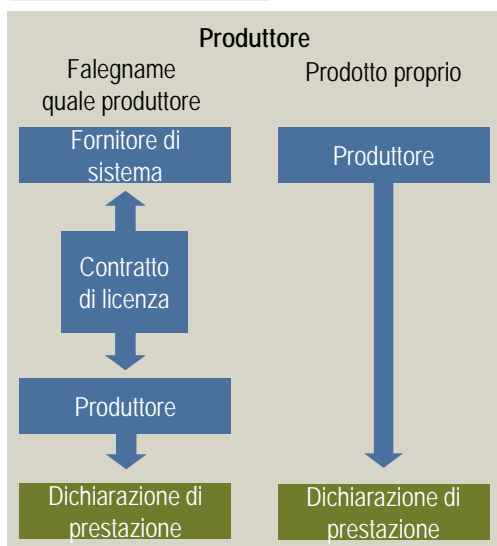 Produttore
Falegname
quale produttore
Prodotto proprio
Fornitore di
sistema
Produttore
Contratto
di licenza
Produttore
Dichiarazione di
prestazione
Dichiarazione di
prestazione